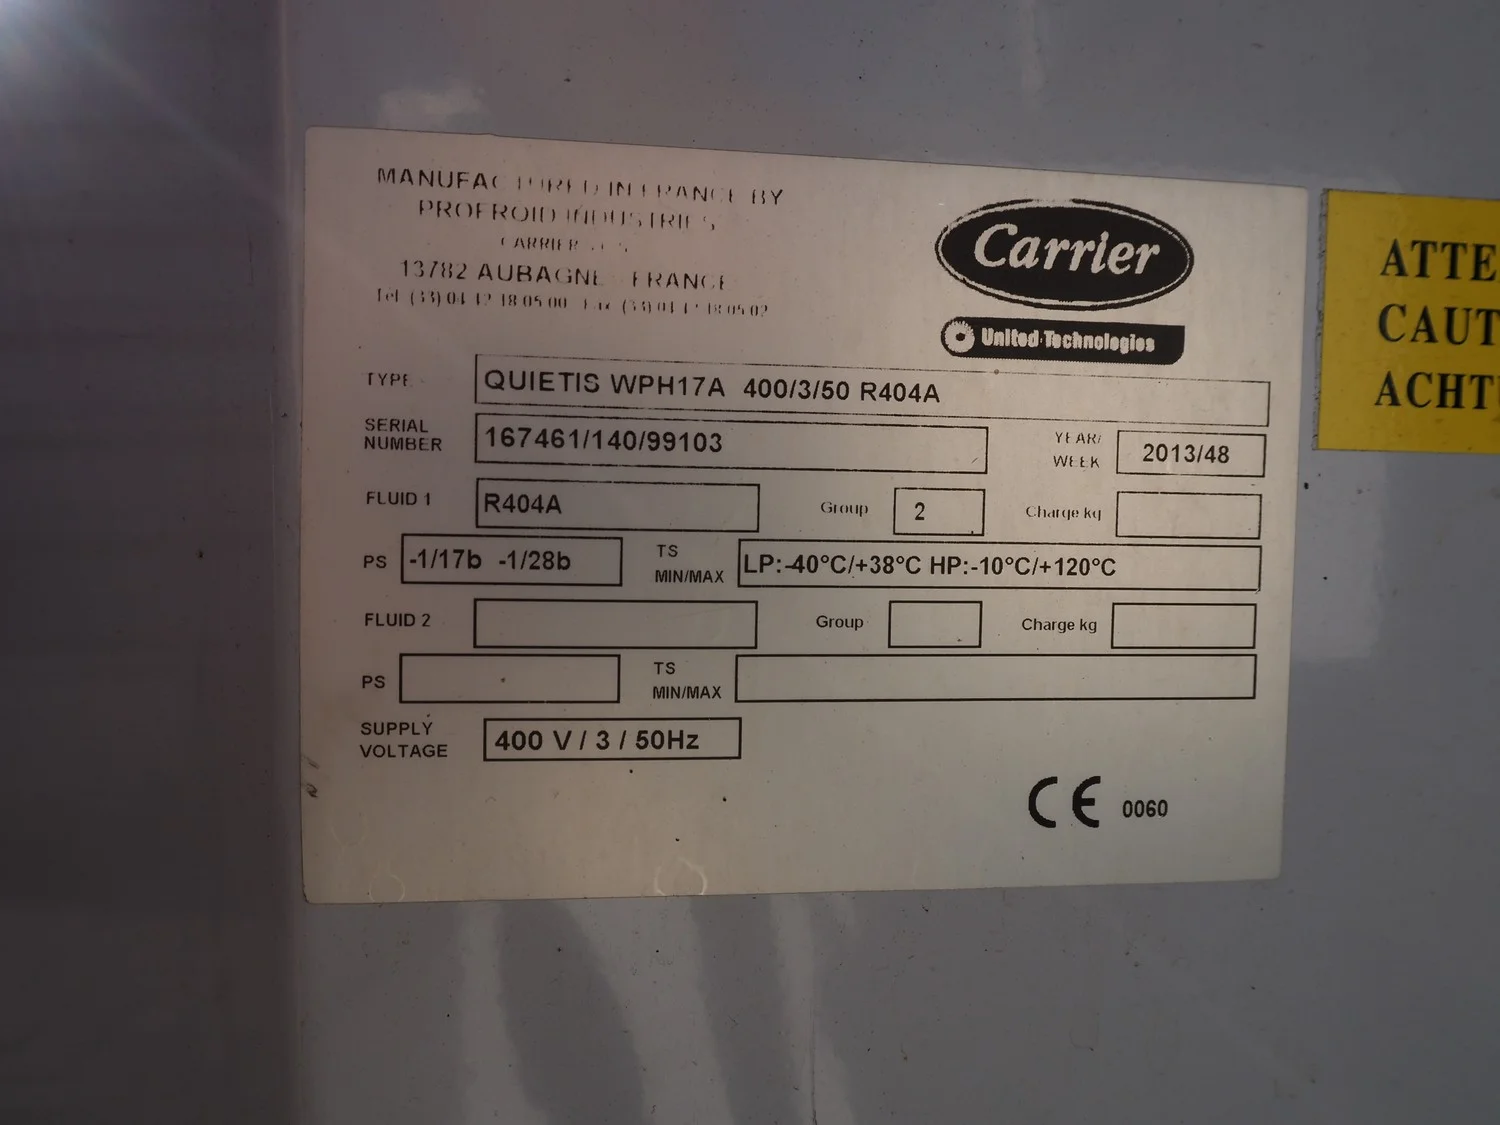 MANUFACTURED IN FRANCE BY
PROFROID INDUSTRIES
CARRIER
13782 AUBAGNE FRANCE
Carrier
United Technologies
TYPE QUIETIS WPH17A 400/3/50 R404A
SERIAL NUMBER 167461/140/99103 YEAR/ WEEK 2013/48
FLUID 1 R404A Group 2 Charge kg
PS -1/17b -1/28b TS MIN/MAX LP:-40°C/+38°C HP:-10°C/+120°C
FLUID 2 Group Charge kg
PS TS MIN/MAX
SUPPLY VOLTAGE 400 V / 3 / 50Hz
CE 0060
ATTE
CAUT
ACHT